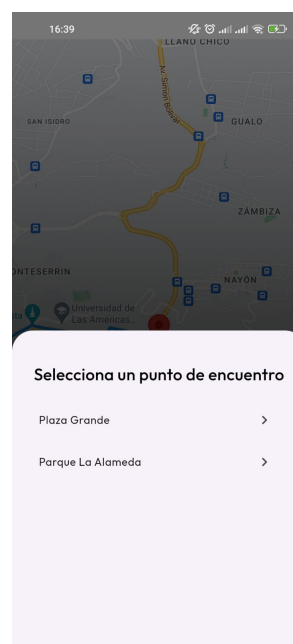 16:39
LLANO CHICO
Av. Simón Bolívar
SAN ISIDRO
GUALO
ZÁMBIZA
ONTESERRIN
NAYÓN
Universidad de
Las Américas...
Selecciona un punto de encuentro
Plaza Grande
Parque La Alameda